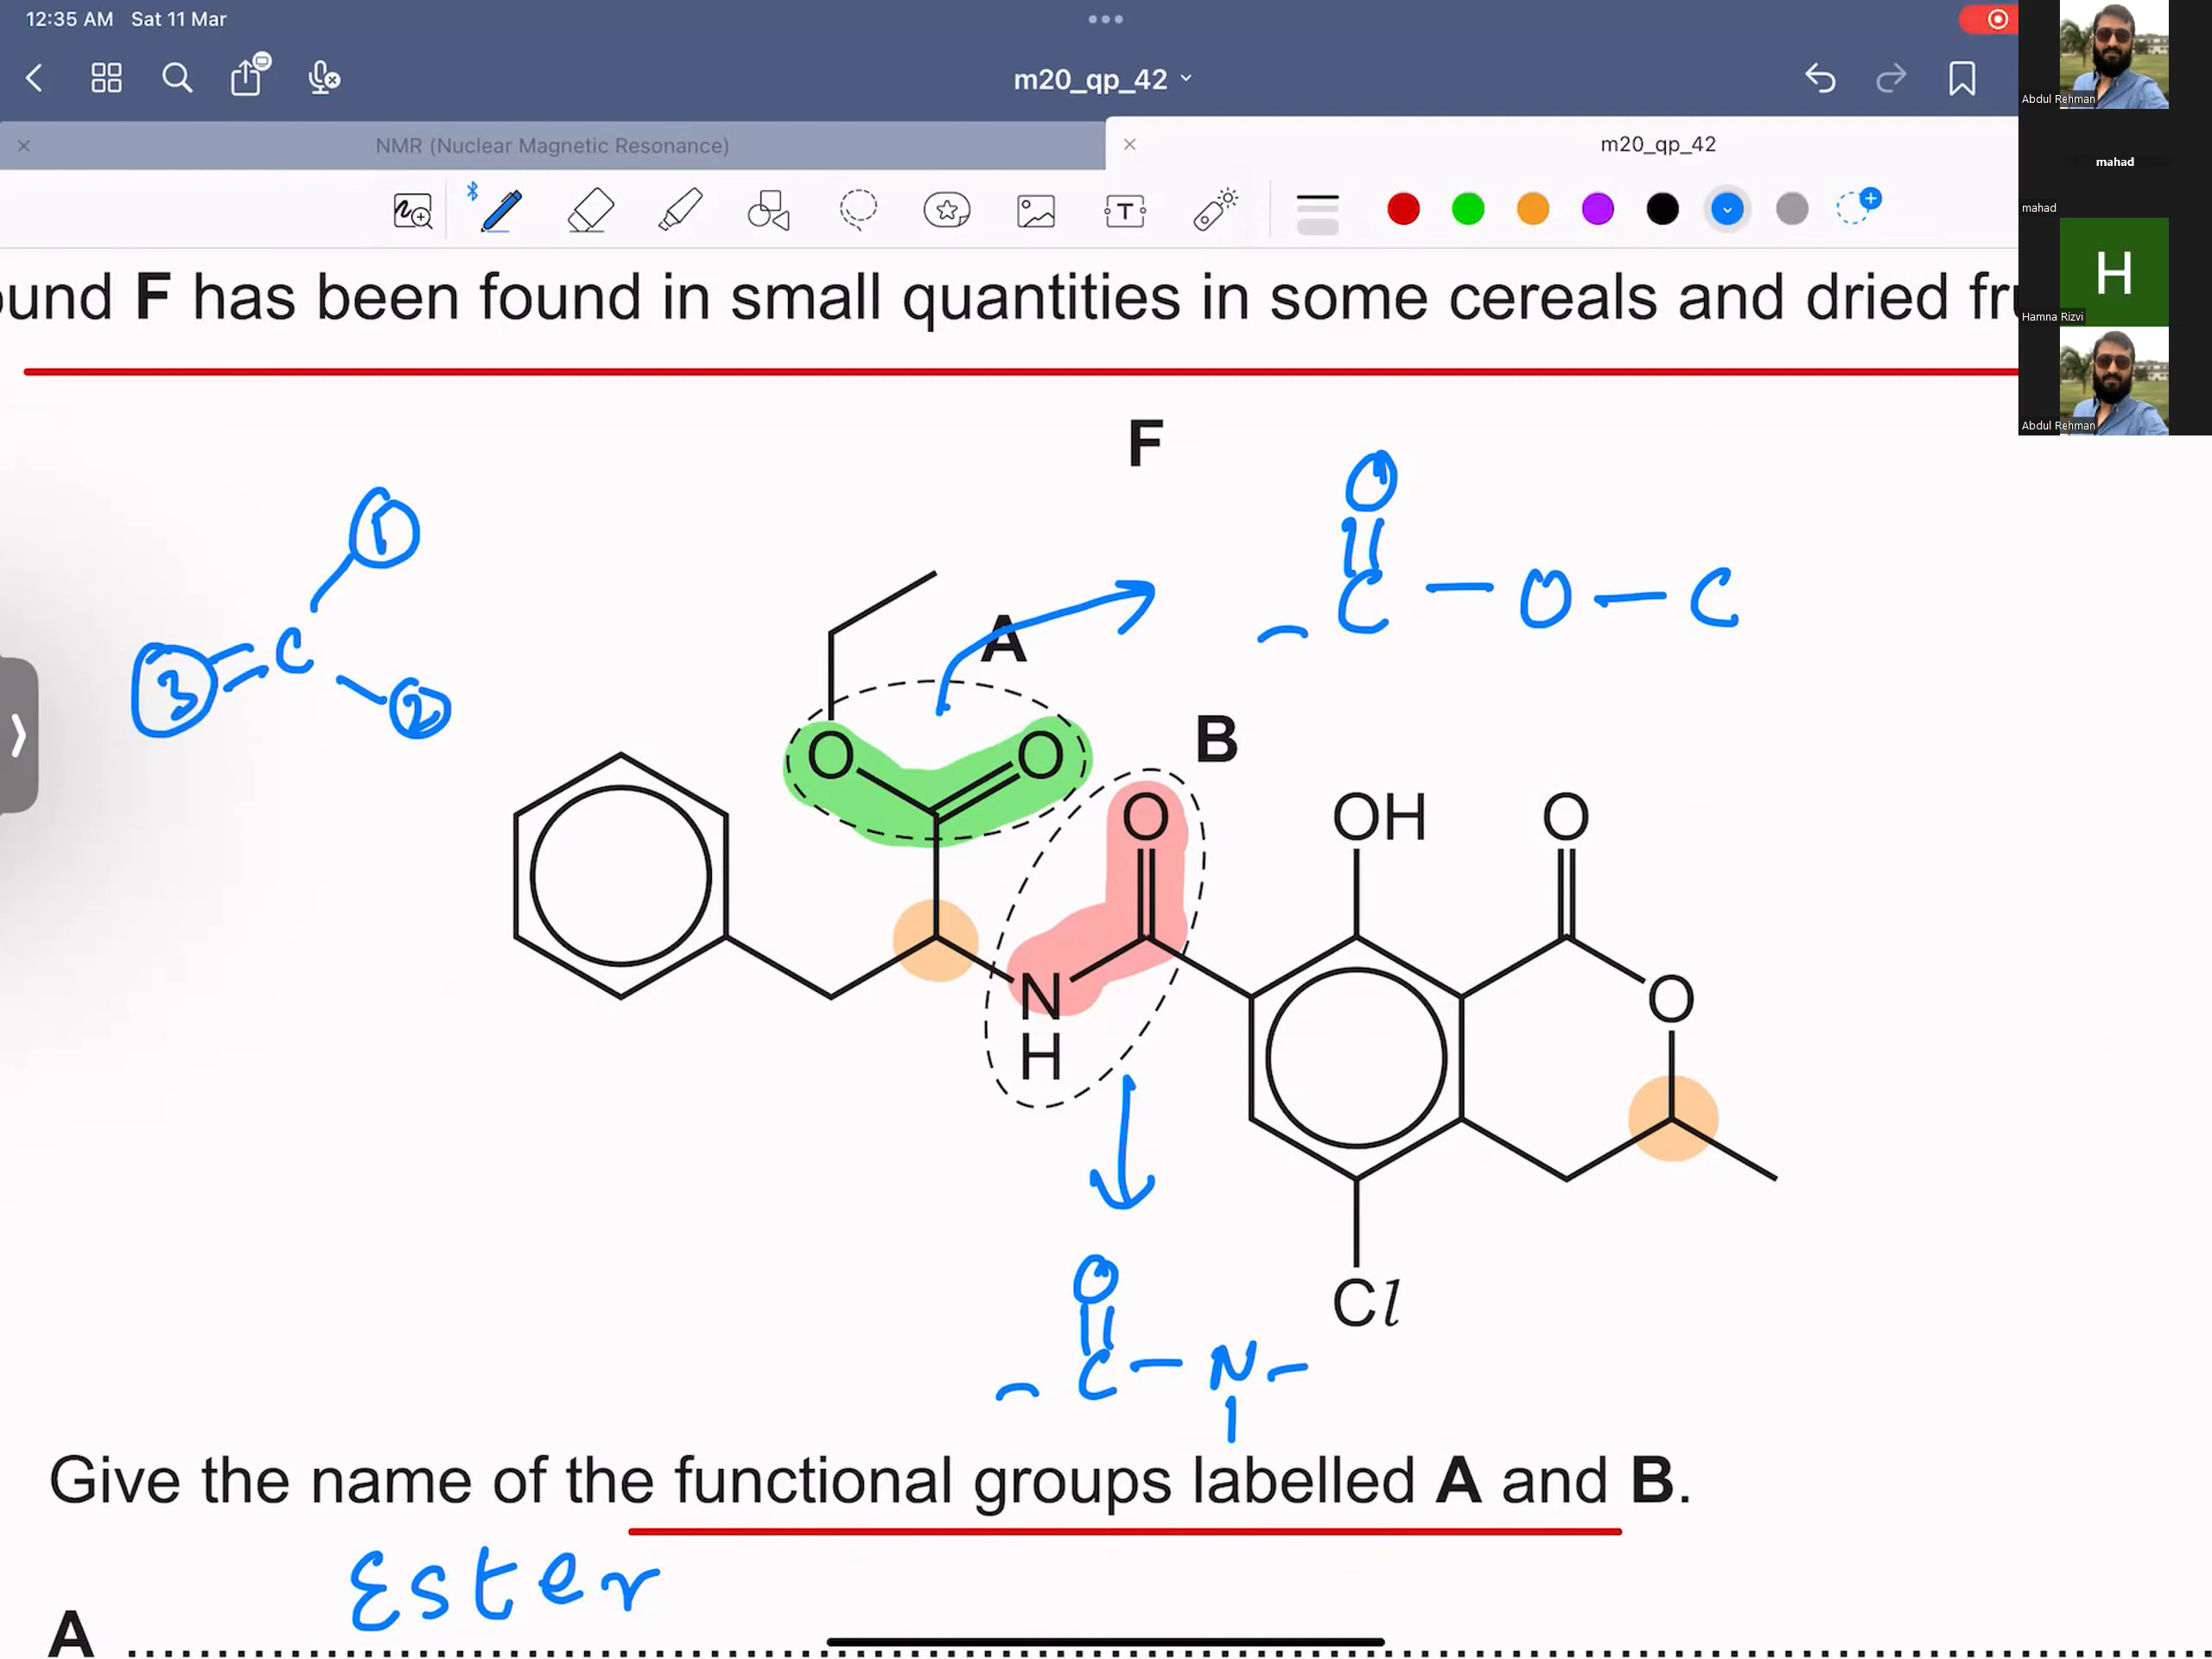 12:35 AM Sat 11 Mar
m20_qp_42
NMR (Nuclear Magnetic Resonance)
m20_qp_42
T
Abdul Rehman
mahad
mahad
H
Hamna Rizvi
Abdul Rehman
ound F has been found in small quantities in some cereals and dried fru
F
O
1
C - O - C
A
3 = C
2
B
O O
O OH O
N
H
O
Cl
O
- C - N -
Give the name of the functional groups labelled A and B.
Ester
A ................................................................